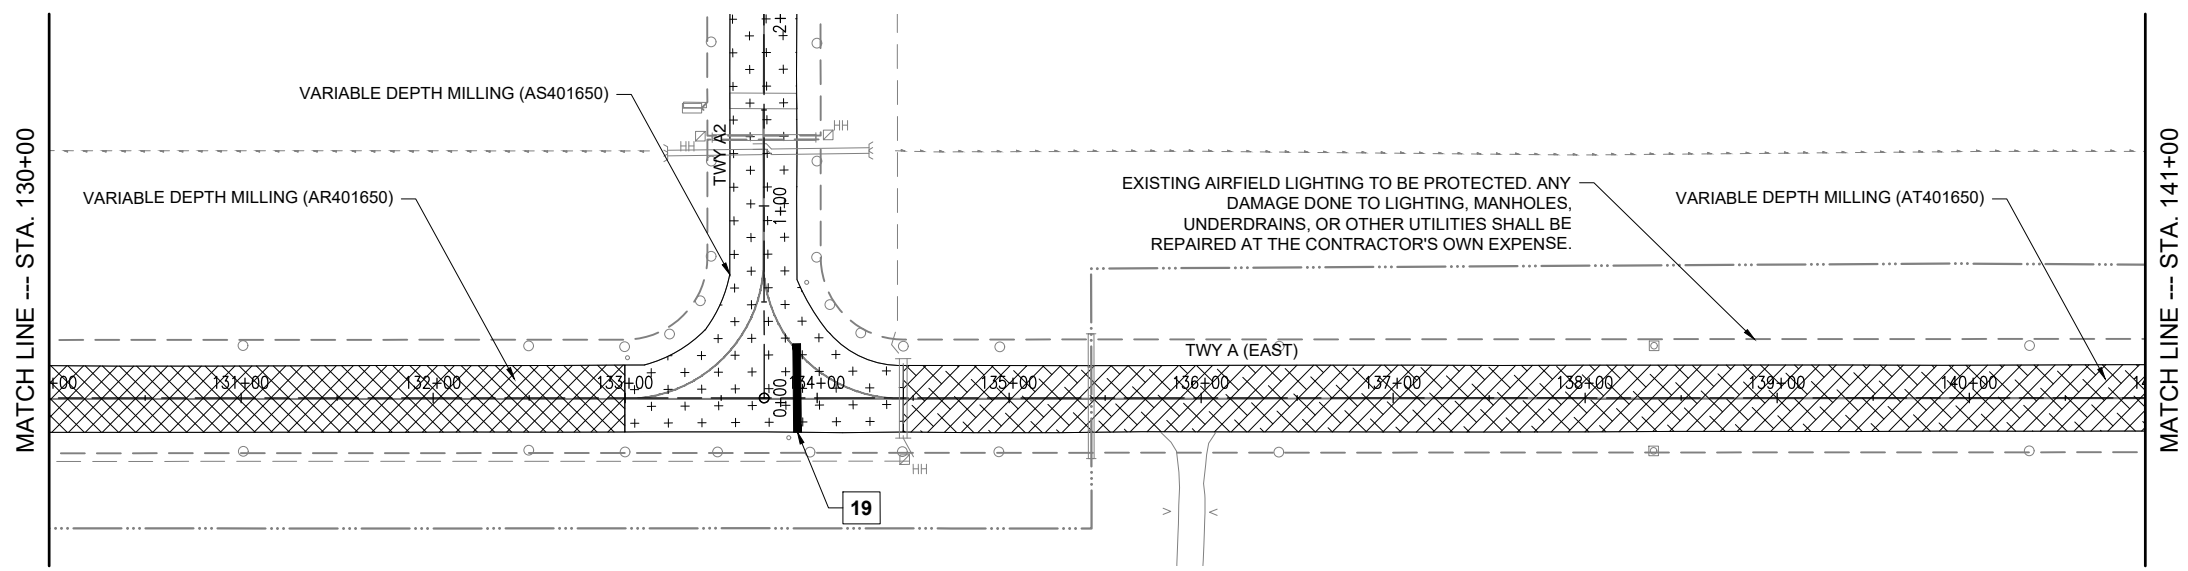 MATCH LINE --- STA. 130+00
VARIABLE DEPTH MILLING (AS401650)
VARIABLE DEPTH MILLING (AR401650)
TWY A2
2+
1+00
0+00
HH
HH
EXISTING AIRFIELD LIGHTING TO BE PROTECTED. ANY
DAMAGE DONE TO LIGHTING, MANHOLES,
UNDERDRAINS, OR OTHER UTILITIES SHALL BE
REPAIRED AT THE CONTRACTOR'S OWN EXPENSE.
VARIABLE DEPTH MILLING (AT401650)
TWY A (EAST)
+00
131+00
132+00
133+00
134+00
135+00
136+00
137+00
138+00
139+00
140+00
HH
19
MATCH LINE --- STA. 141+00